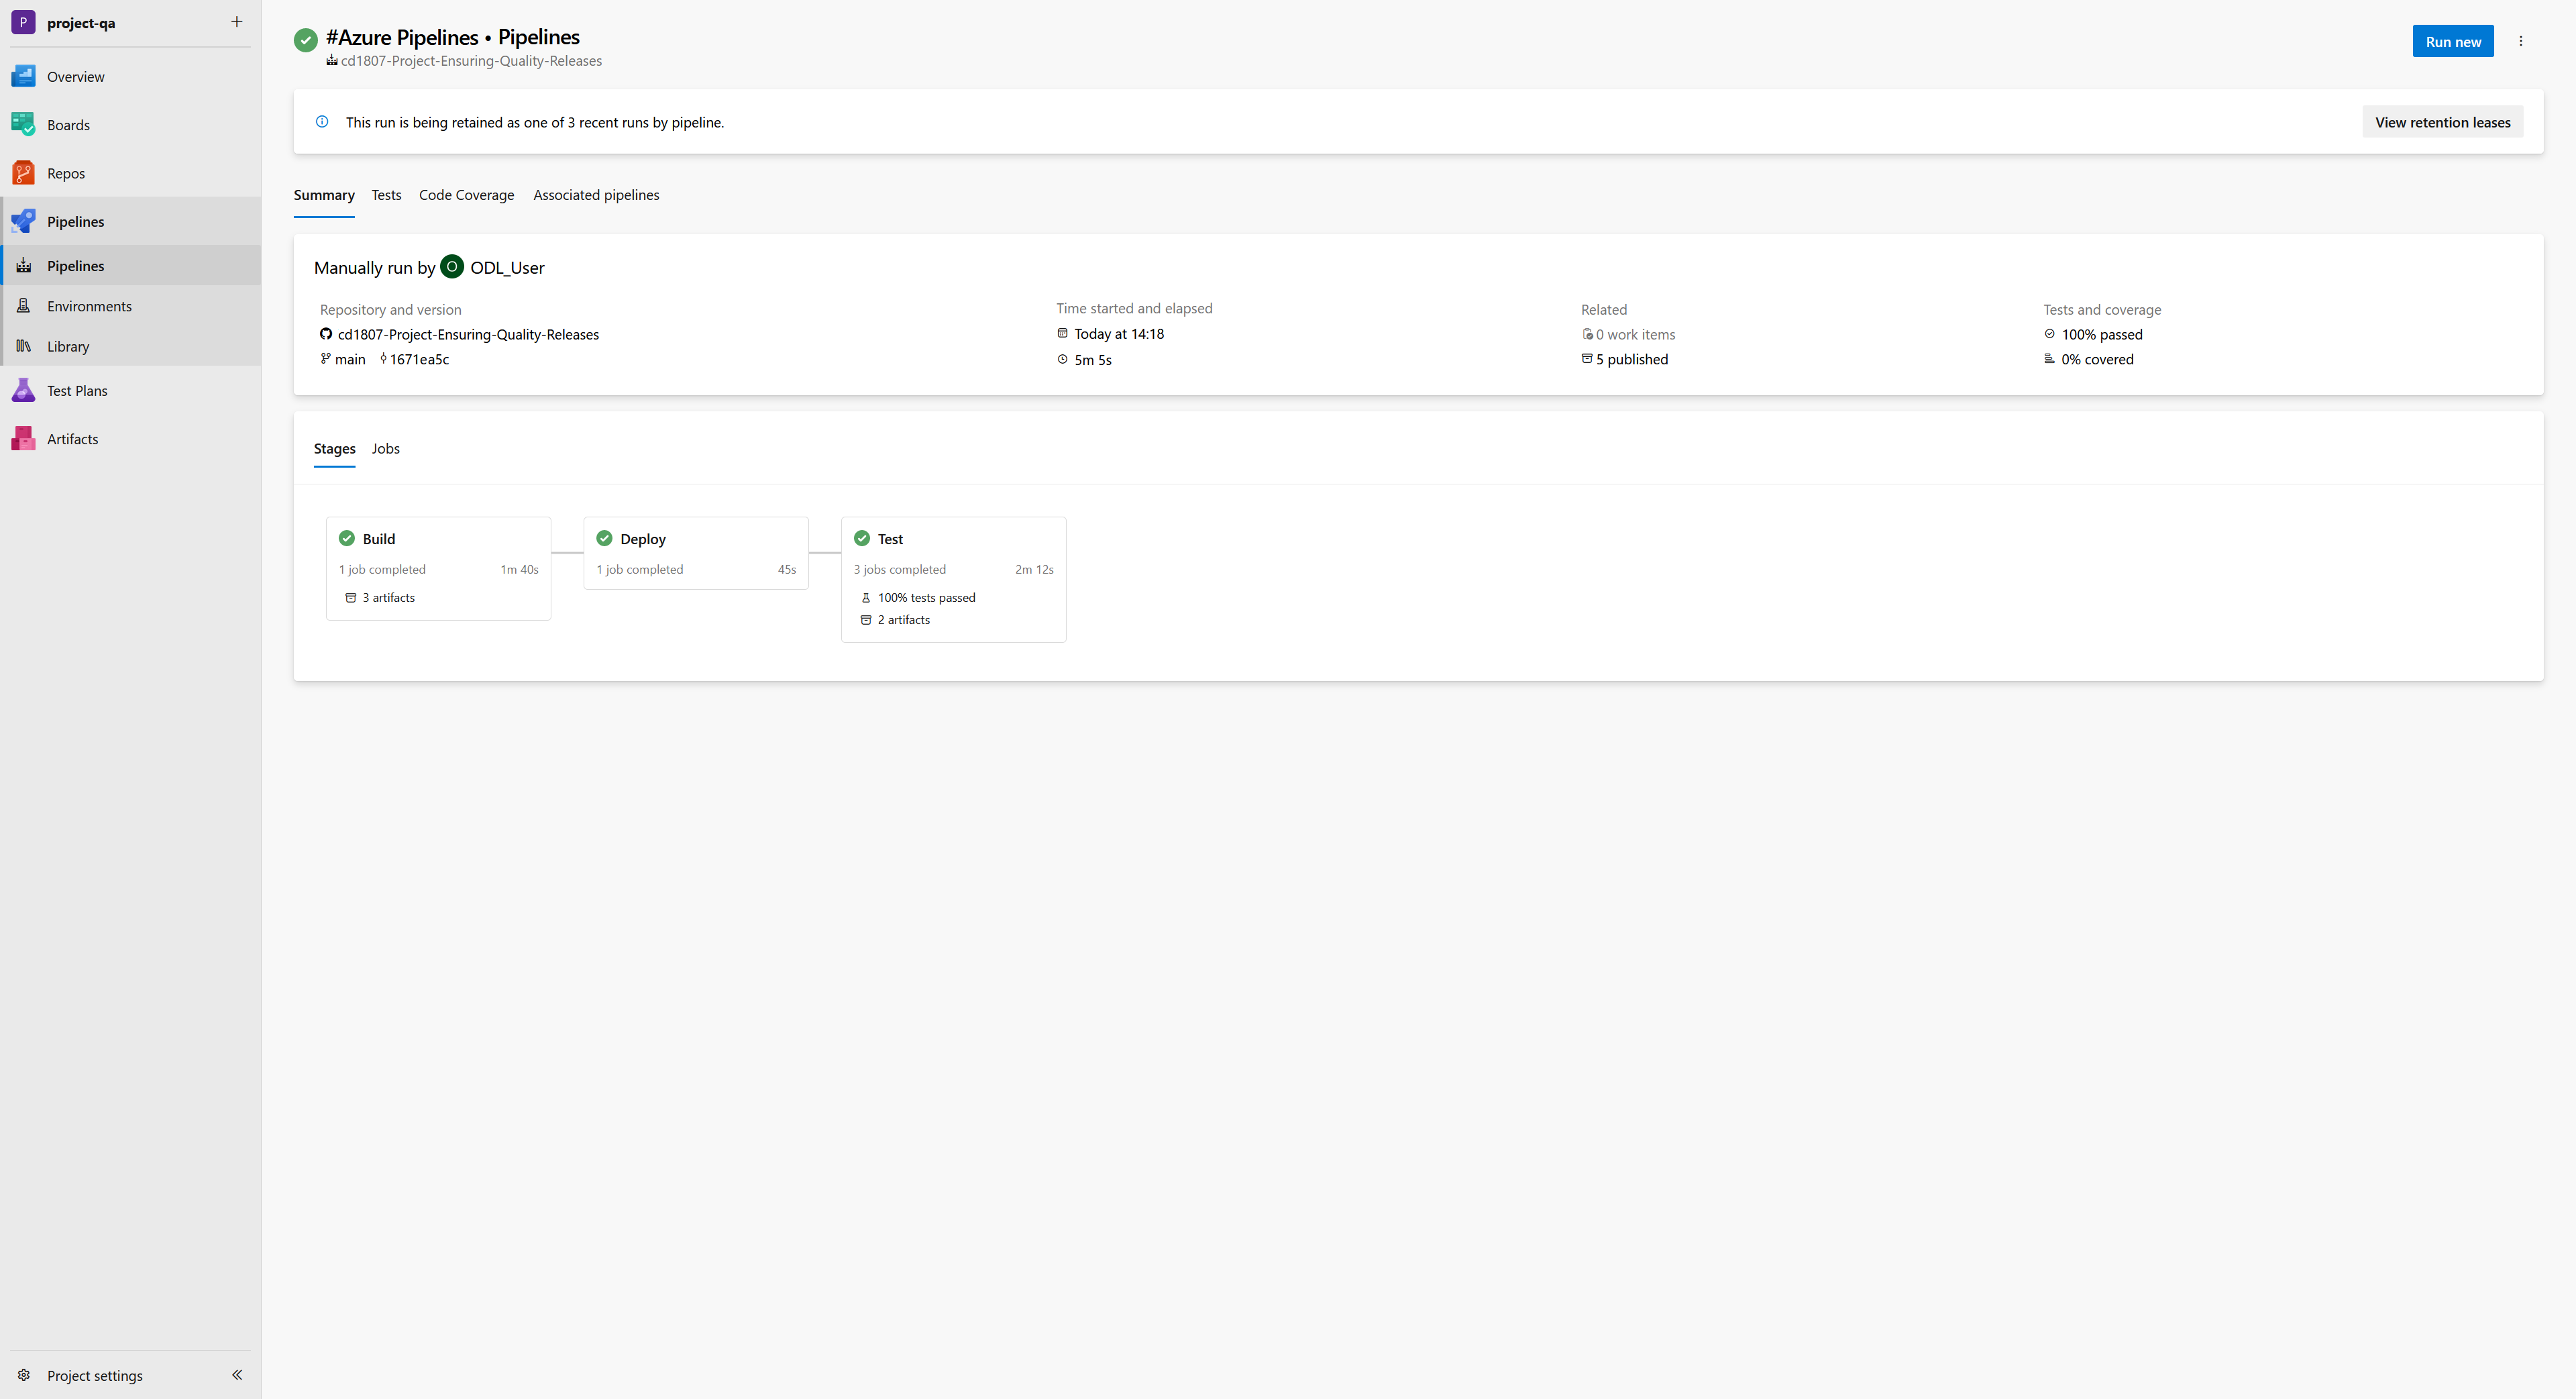 P project-qa
Overview
Boards
Repos
Pipelines
Pipelines
Environments
Library
Test Plans
Artifacts
Project settings
#Azure Pipelines • Pipelines
cd1807-Project-Ensuring-Quality-Releases
Run new
This run is being retained as one of 3 recent runs by pipeline.
View retention leases
Summary Tests Code Coverage Associated pipelines
Manually run by O ODL_User
Repository and version
cd1807-Project-Ensuring-Quality-Releases
main 1671ea5c
Time started and elapsed
Today at 14:18
5m 5s
Related
0 work items
5 published
Tests and coverage
100% passed
0% covered
Stages Jobs
Build
1 job completed 1m 40s
3 artifacts
Deploy
1 job completed 45s
Test
3 jobs completed 2m 12s
100% tests passed
2 artifacts